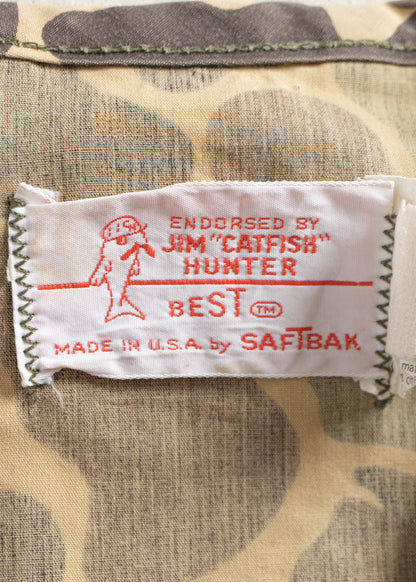 ENDORSED BY
JIM "CATFISH"
HUNTER
BEST TM
MADE IN U.S.A. by SAFTBAK